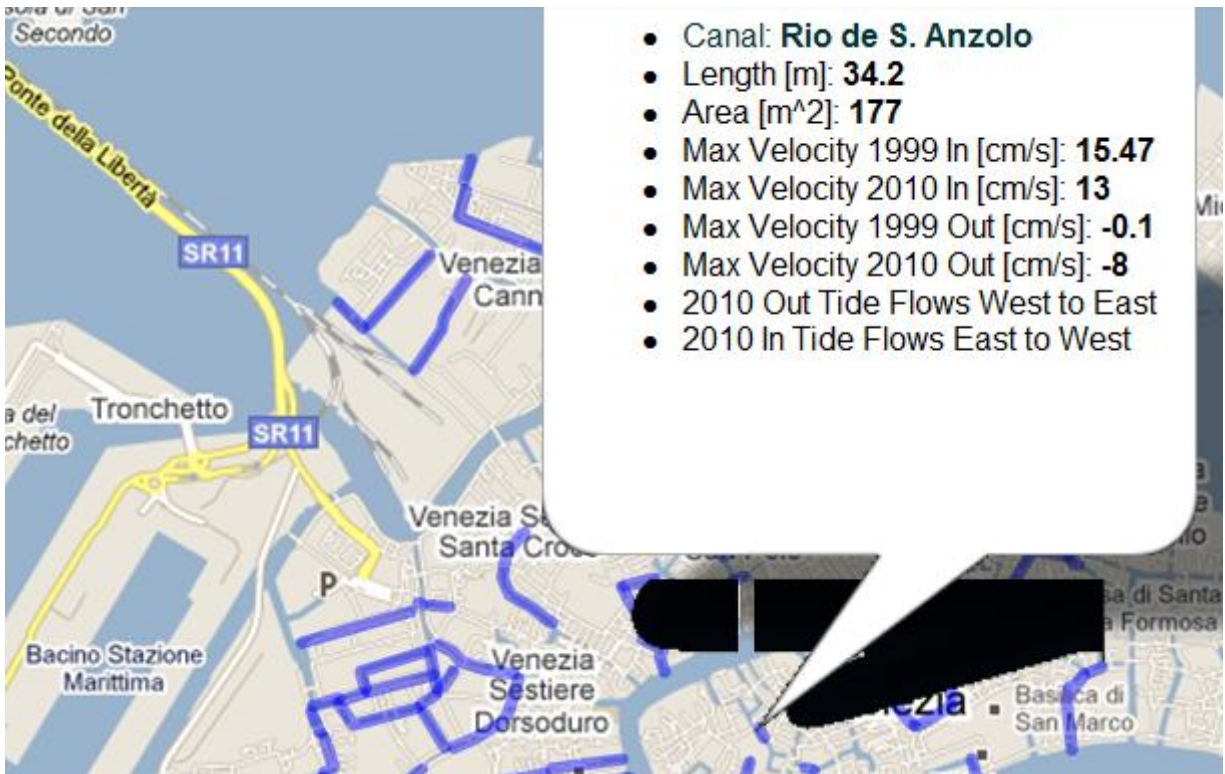 Secondo
Canal: Rio de S. Anzolo
Length [m]: 34.2
Area [m^2]: 177
Max Velocity 1999 In [cm/s]: 15.47
Max Velocity 2010 In [cm/s]: 13
Max Velocity 1999 Out [cm/s]: -0.1
Max Velocity 2010 Out [cm/s]: -8
2010 Out Tide Flows West to East
2010 In Tide Flows East to West
Ponte della Libertà
SR11
Venezia
Cann
Tronchetto
SR11
a del
chetto
Venezia Se
Santa Croce
P
sa di Santa
a Formosa
Bacino Stazione
Marittima
Venezia
Sestiere
Dorsoduro
ezia
Basilica di
San Marco